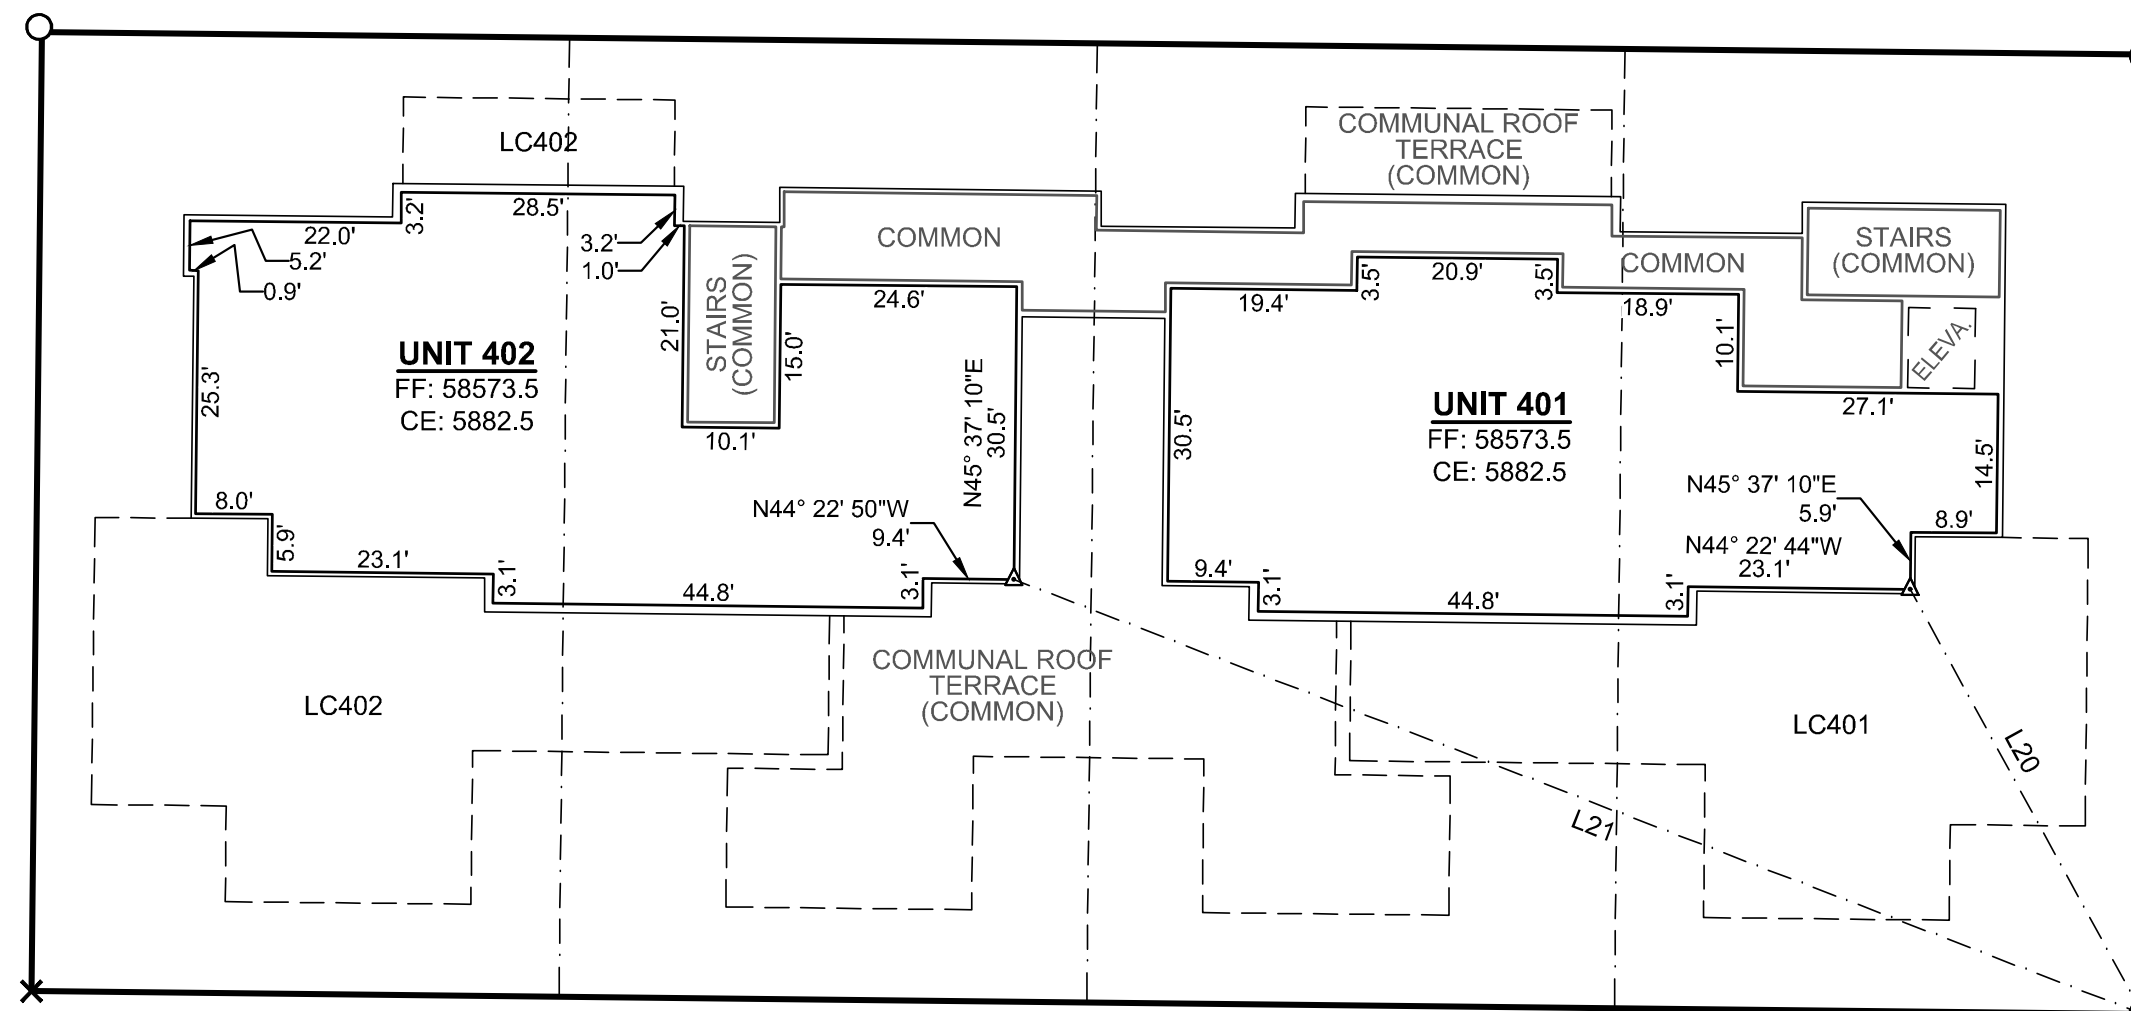 LC402
COMMUNAL ROOF
TERRACE
(COMMON)
28.5'
3.2'
22.0'
5.2'
0.9'
3.2'
1.0'
COMMON
STAIRS
(COMMON)
COMMON
STAIRS
(COMMON)
ELEVA.
24.6'
21.0'
15.0'
25.3'
UNIT 402
FF: 58573.5
CE: 5882.5
10.1'
N45° 37' 10"E
30.5'
N44° 22' 50"W
9.4'
8.0'
5.9'
23.1'
3.1'
44.8'
3.1'
19.4'
3.5'
20.9'
3.5'
18.9'
10.1'
27.1'
30.5'
UNIT 401
FF: 58573.5
CE: 5882.5
14.5'
N45° 37' 10"E
5.9'
8.9'
N44° 22' 44"W
23.1'
9.4'
3.1'
44.8'
3.1'
COMMUNAL ROOF
TERRACE
(COMMON)
LC402
LC401
L20
L21